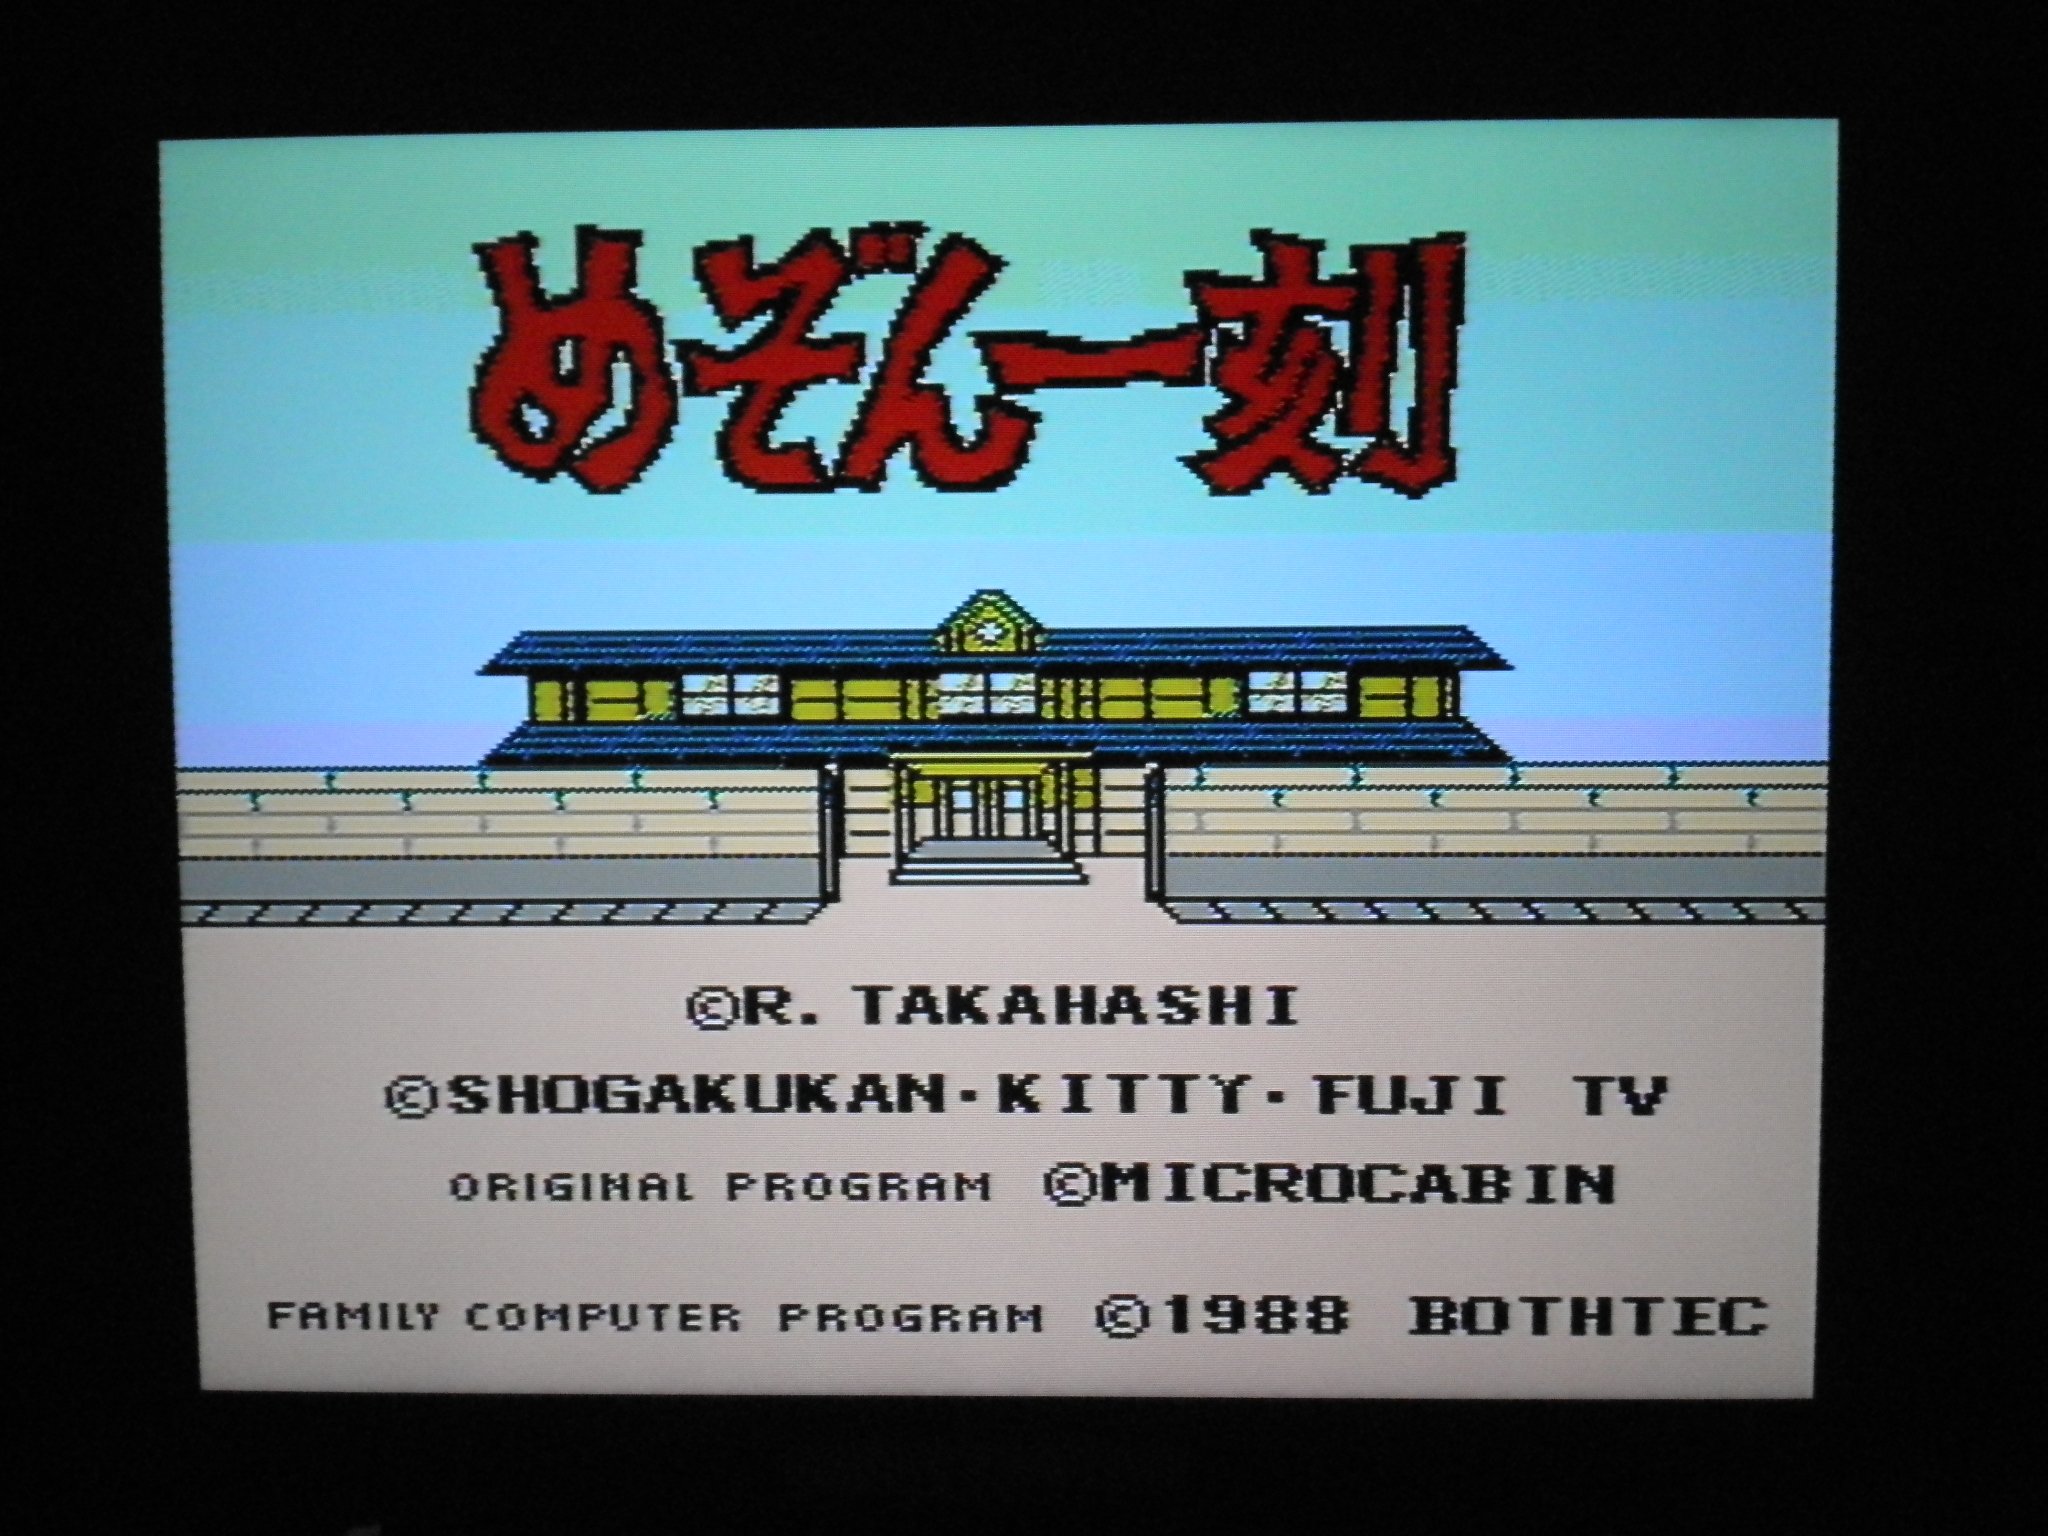 めぞん一刻
©R. TAKAHASHI
©SHOGAKUKAN·KITTY·FUJI TV
ORIGINAL PROGRAM ©MICROCABIN
FAMILY COMPUTER PROGRAM ©1988 BOTHTEC